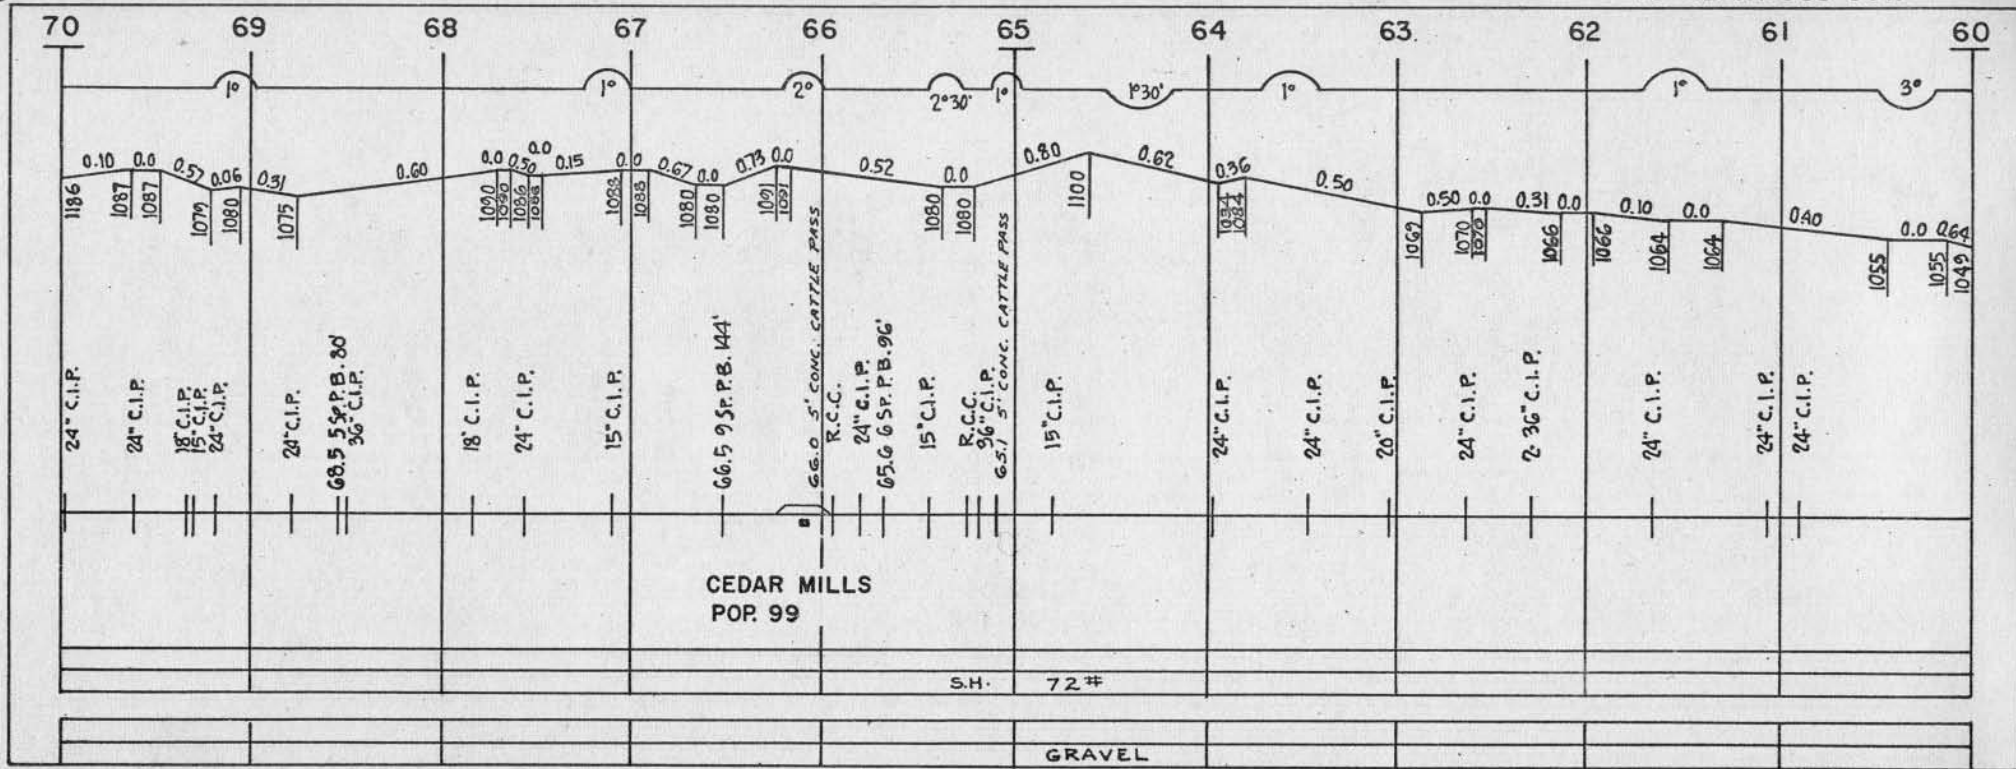 70 69 68 67 66 65 64 63 62 61 60
1° 1° 2° 2°30' 1° 1°30' 1° 1° 3°
0.10 0.0 0.57 0.06 0.31 0.60 0.0 0.50 0.0 0.15 0.0 0.67 0.0 0.73 0.0 0.52 0.0 0.80 0.62 0.36 0.50 0.50 0.0 0.31 0.0 0.10 0.0 0.40 0.0 0.64
1186 1087 1087 1079 1080 1075 1090 1090 1086 1086 1088 1088 1080 1080 1091 1091 1080 1080 1100 1084 1069 1070 1070 1066 1066 1064 1064 1055 1055 1049
24" C.I.P.
24" C.I.P.
18" C.I.P.
15" C.I.P.
24" C.I.P.
24" C.I.P.
68.5 5 SP. P.B. 80'
36" C.I.P.
18" C.I.P.
24" C.I.P.
15" C.I.P.
66.5 9 SP. P.B. 144'
66.0 5' CONC. CATTLE PASS
R.C.C.
24" C.I.P.
65.6 6 SP. P.B. 96'
15" C.I.P.
R.C.C.
36" C.I.P.
65.1 5' CONC. CATTLE PASS
15" C.I.P.
24" C.I.P.
24" C.I.P.
20" C.I.P.
24" C.I.P.
2-36" C.I.P.
24" C.I.P.
24" C.I.P.
24" C.I.P.
CEDAR MILLS
POP. 99
S.H. 72#
GRAVEL